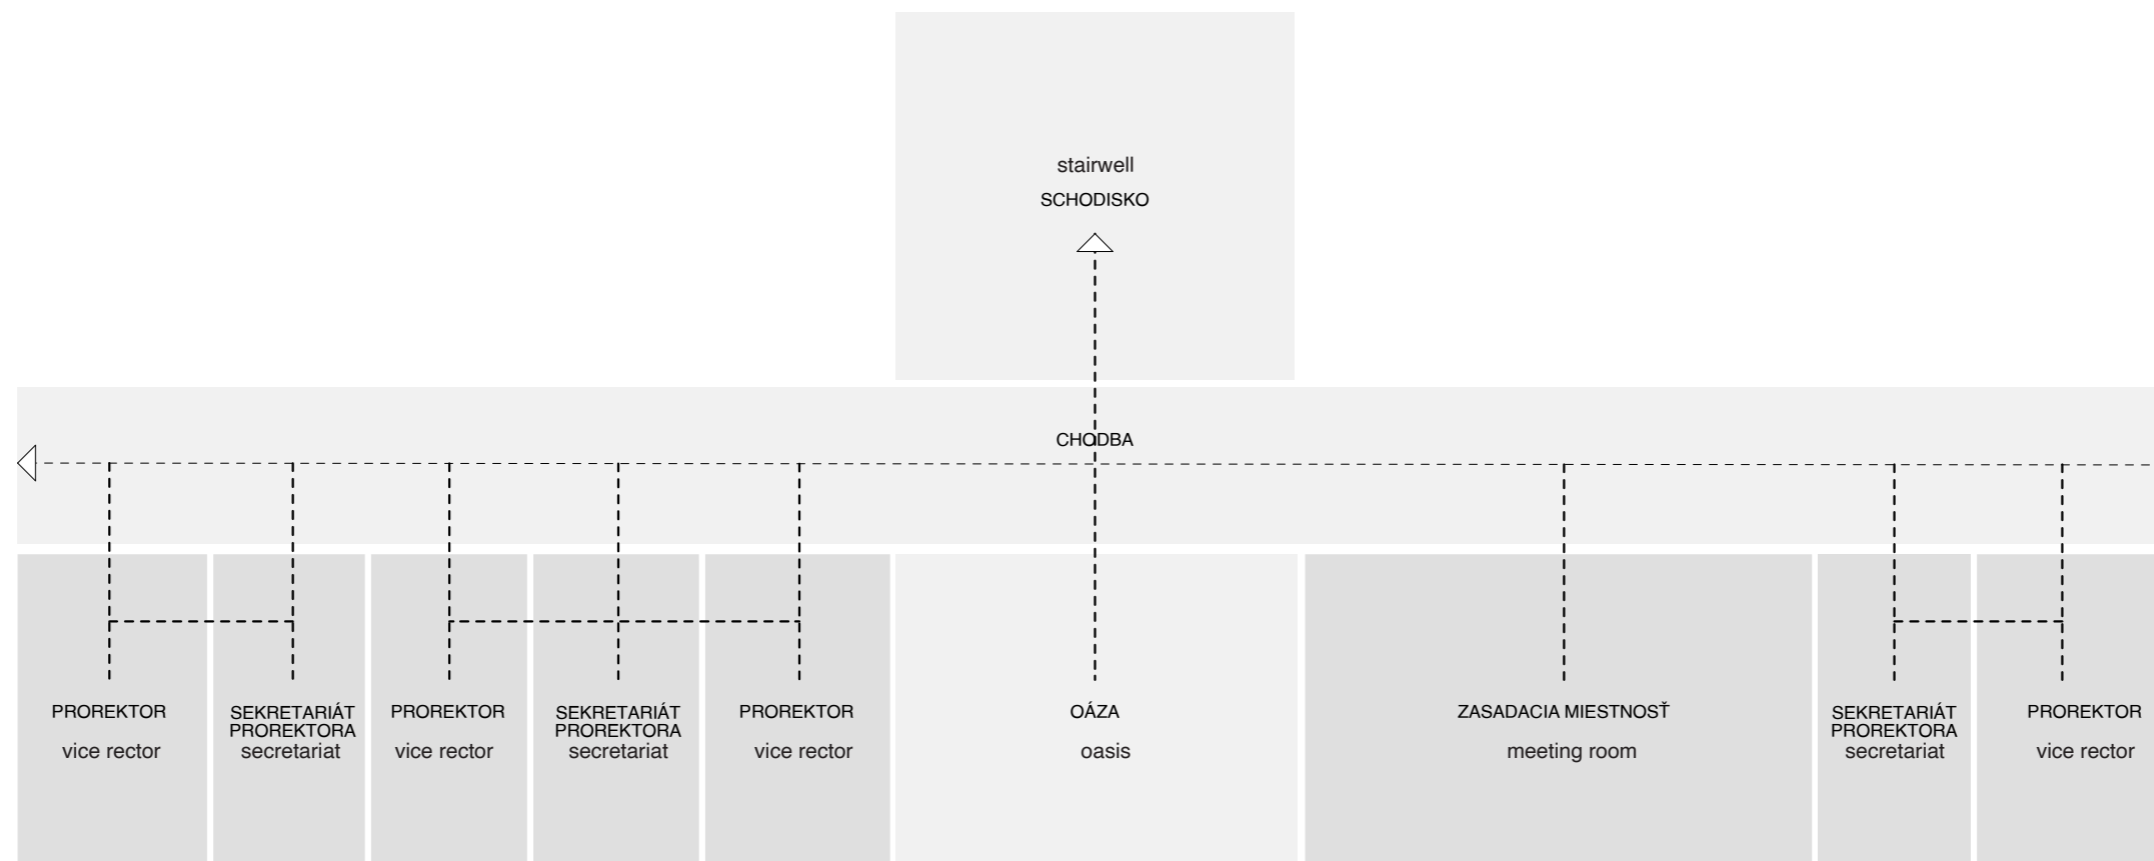 stairwell
SCHODISKO
CHODBA
PROREKTOR
vice rector
SEKRETARIÁT
PROREKTORA
secretariat
PROREKTOR
vice rector
SEKRETARIÁT
PROREKTORA
secretariat
PROREKTOR
vice rector
OÁZA
oasis
ZASADACIA MIESTNOSŤ
meeting room
SEKRETARIÁT
PROREKTORA
secretariat
PROREKTOR
vice rector